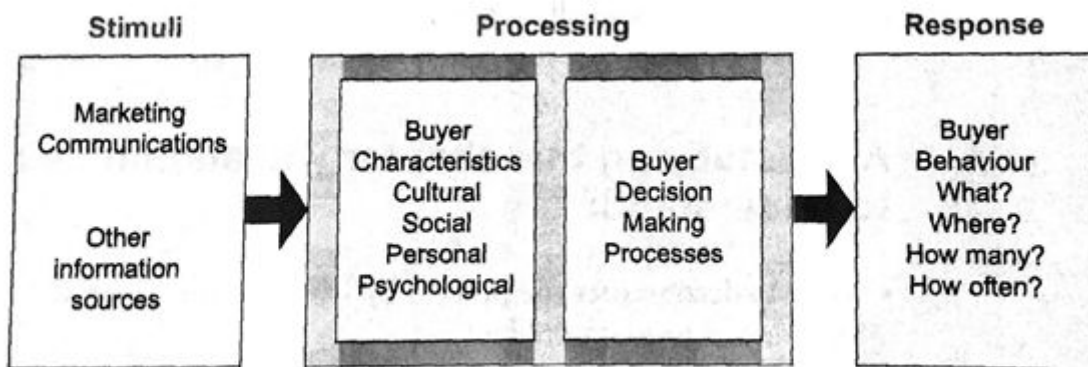 Stimuli
Marketing
Communications
Other
information
sources
Processing
Buyer
Characteristics
Cultural
Social
Personal
Psychological
Buyer
Decision
Making
Processes
Response
Buyer
Behaviour
What?
Where?
How many?
How often?